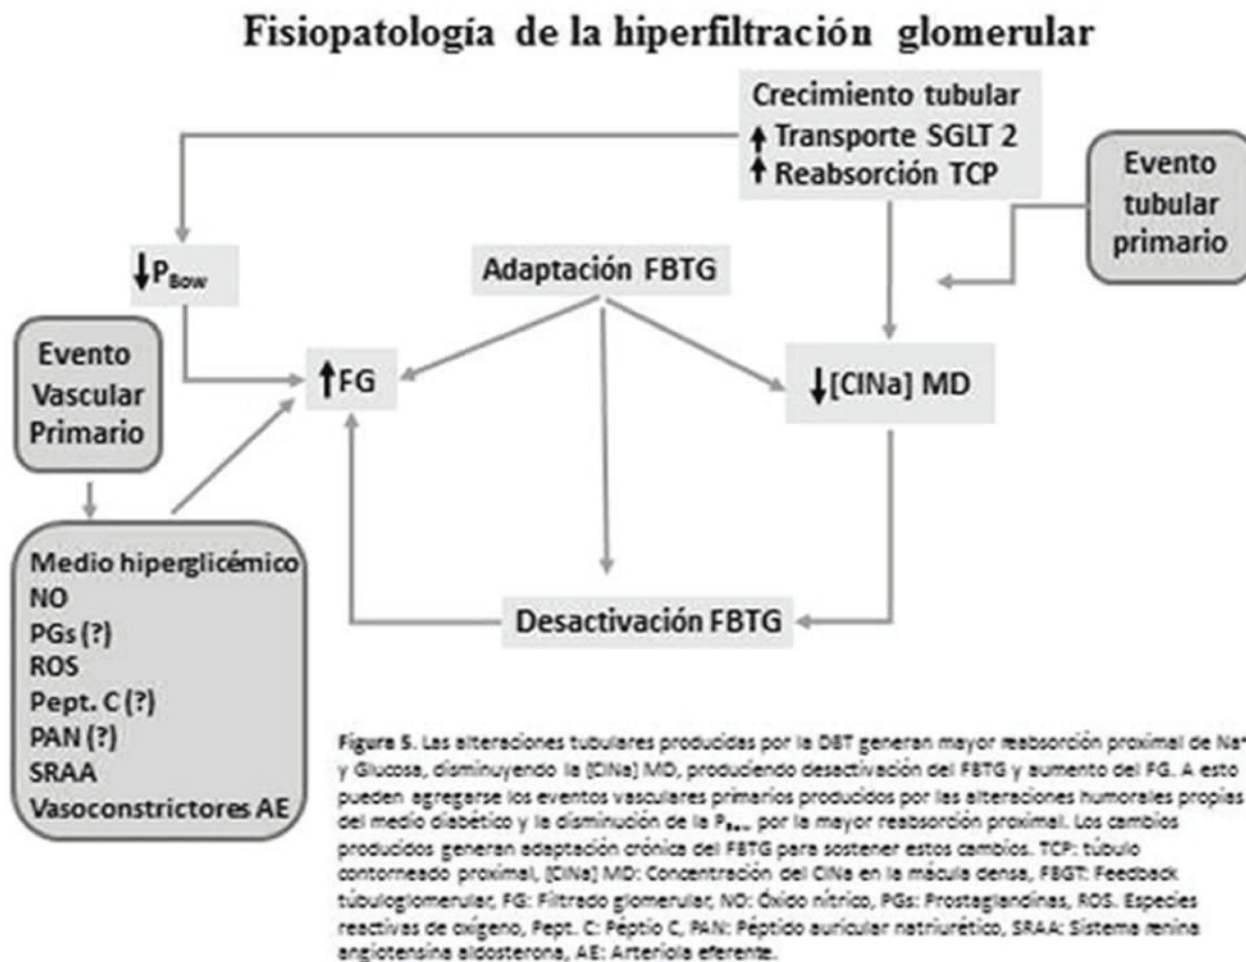 Fisiopatología de la hiperfiltración glomerular
Crecimiento tubular
↑ Transporte SGLT 2
↑ Reabsorción TCP
Evento
tubular
primario
↓P_Bow
Adaptación FBTG
Evento
Vascular
Primario
↑FG
↓[ClNa] MD
Desactivación FBTG
Medio hiperglicémico
NO
PGs (?)
ROS
Pept. C (?)
PAN (?)
SRAA
Vasoconstrictores AE
Figura 5. Las alteraciones tubulares producidas por la DBT generan mayor reabsorción proximal de Na⁺
y Glucosa, disminuyendo la [ClNa] MD, produciendo desactivación del FBTG y aumento del FG. A esto
pueden agregarse los eventos vasculares primarios producidos por las alteraciones humorales propias
del medio diabético y la disminución de la P_Bow por la mayor reabsorción proximal. Los cambios
producidos generan adaptación crónica del FBTG para sostener estos cambios. TCP: túbulo
contorneado proximal, [ClNa] MD: Concentración del ClNa en la mácula densa, FBGT: Feedback
túbuloglomerular, FG: Filtrado glomerular, NO: Óxido nítrico, PGs: Prostaglandinas, ROS. Especies
reactivas de oxígeno, Pept. C: Péptio C, PAN: Péptido auricular natriurético, SRAA: Sistema renina
angiotensina aldosterona, AE: Arteriola eferente.